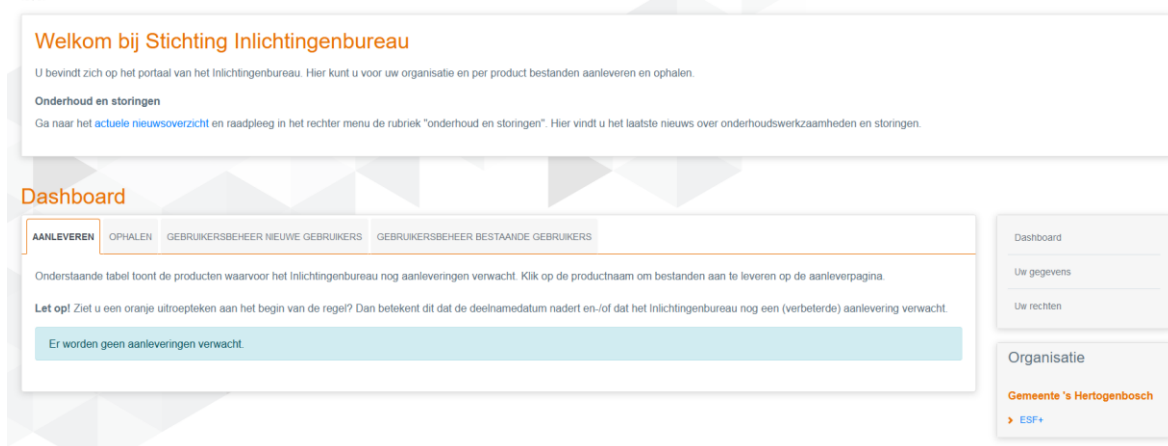 Welkom bij Stichting Inlichtingenbureau
U bevindt zich op het portaal van het Inlichtingenbureau. Hier kunt u voor uw organisatie en per product bestanden aanleveren en ophalen.
Onderhoud en storingen
Ga naar het actuele nieuwsoverzicht en raadpleeg in het rechter menu de rubriek "onderhoud en storingen". Hier vindt u het laatste nieuws over onderhoudswerkzaamheden en storingen.
Dashboard
AANLEVEREN OPHALEN GEBRUIKERSBEHEER NIEUWE GEBRUIKERS GEBRUIKERSBEHEER BESTAANDE GEBRUIKERS
Onderstaande tabel toont de producten waarvoor het Inlichtingenbureau nog aanleveringen verwacht. Klik op de productnaam om bestanden aan te leveren op de aanleverpagina.
Let op! Ziet u een oranje uitroepteken aan het begin van de regel? Dan betekent dit dat de deelnamedatum nadert en-/of dat het Inlichtingenbureau nog een (verbeterde) aanlevering verwacht.
Er worden geen aanleveringen verwacht.
Dashboard
Uw gegevens
Uw rechten
Organisatie
Gemeente 's Hertogenbosch
ESF+